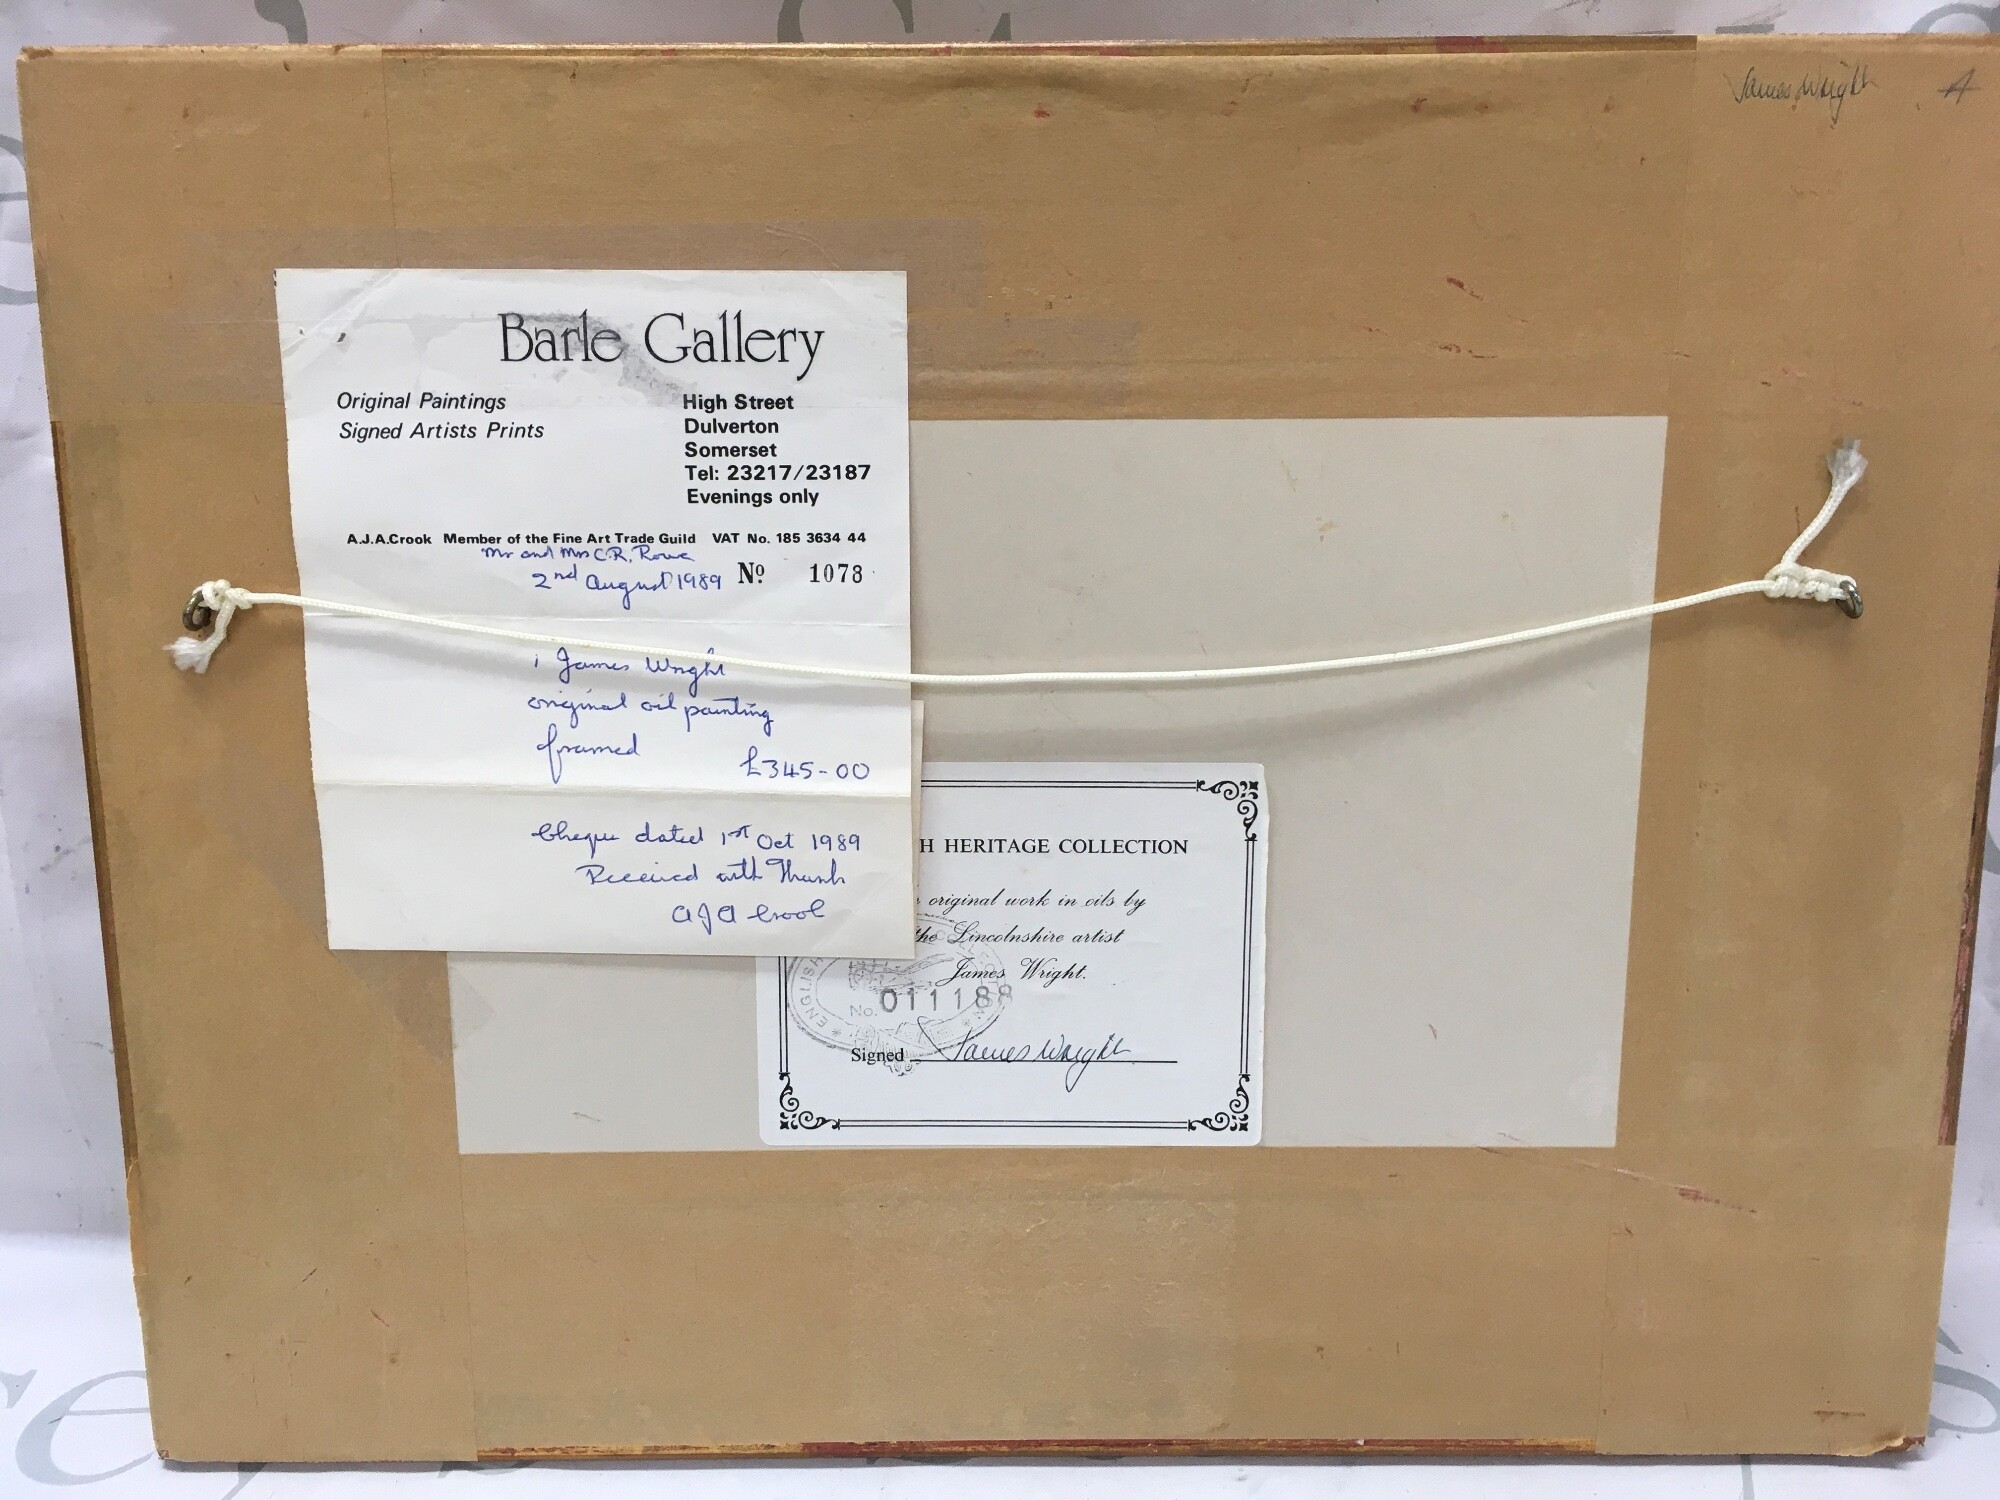 James Wright A
Barle Gallery
Original Paintings
Signed Artists Prints
High Street
Dulverton
Somerset
Tel: 23217/23187
Evenings only
A.J.A.Crook Member of the Fine Art Trade Guild VAT No. 185 3634 44
Mr and Mrs C.R. Rowe
2nd August 1989 No 1078
1 James Wright
original oil painting
framed £345-00
Cheque dated 1st Oct 1989
Received with Thanks
A J A Crook
H HERITAGE COLLECTION
original work in oils by
the Lincolnshire artist
James Wright.
ENGLISH
No. 011188
Signed James Wright